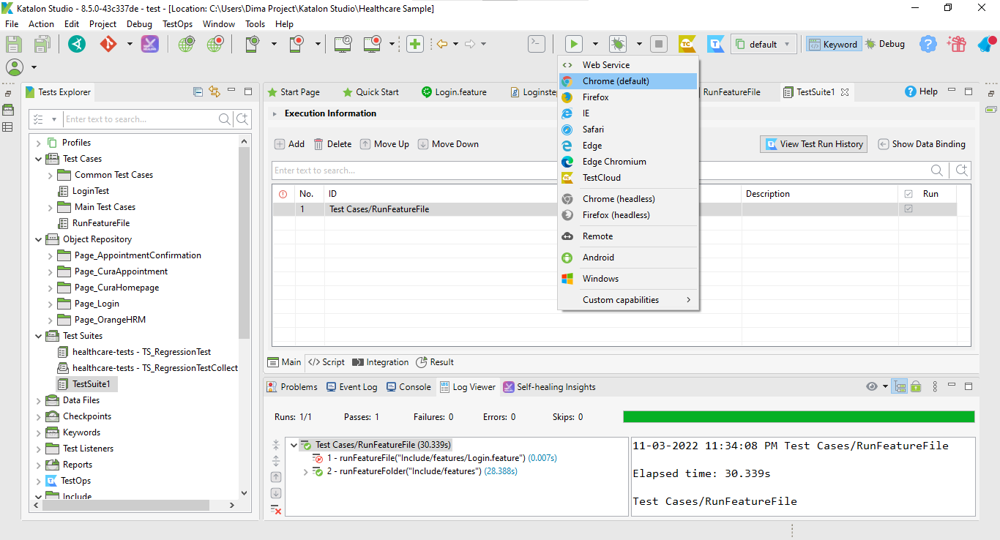 Katalon Studio - 8.5.0-43c337de - test - [Location: C:\Users\Dima Project\Katalon Studio\Healthcare Sample]
File Action Edit Project Debug TestOps Window Tools Help
default Keyword Debug
Tests Explorer
Enter text to search...
Profiles
Test Cases
Common Test Cases
LoginTest
Main Test Cases
RunFeatureFile
Object Repository
Page_AppointmentConfirmation
Page_CuraAppointment
Page_CuraHomepage
Page_Login
Page_OrangeHRM
Test Suites
healthcare-tests - TS_RegressionTest
healthcare-tests - TS_RegressionTestCollect
TestSuite1
Data Files
Checkpoints
Keywords
Test Listeners
Reports
TestOps
Include
Start Page Quick Start Login.feature Loginstep RunFeatureFile TestSuite1 Help
Execution Information
Add Delete Move Up Move Down View Test Run History Show Data Binding
Enter text to search...
No. ID Description Run
1 Test Cases/RunFeatureFile
Web Service
Chrome (default)
Firefox
IE
Safari
Edge
Edge Chromium
TestCloud
Chrome (headless)
Firefox (headless)
Remote
Android
Windows
Custom capabilities
Main Script Integration Result
Problems Event Log Console Log Viewer Self-healing Insights
Runs: 1/1 Passes: 1 Failures: 0 Errors: 0 Skips: 0
Test Cases/RunFeatureFile (30.339s)
1 - runFeatureFile("Include/features/Login.feature") (0.007s)
2 - runFeatureFolder("Include/features") (28.388s)
11-03-2022 11:34:08 PM Test Cases/RunFeatureFile
Elapsed time: 30.339s
Test Cases/RunFeatureFile